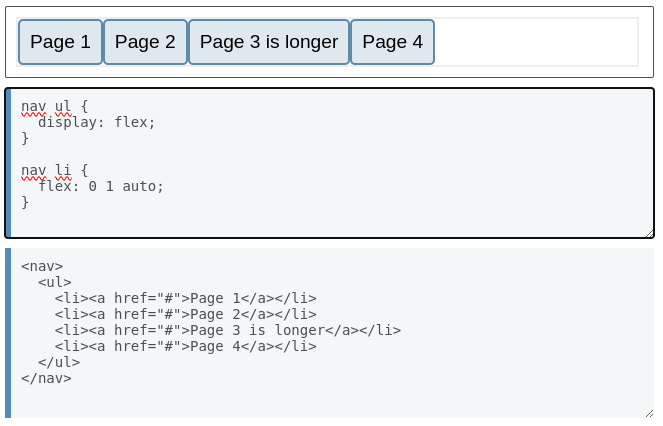 Page 1 Page 2 Page 3 is longer Page 4
nav ul {
  display: flex;
}
nav li {
  flex: 0 1 auto;
}
<nav>
  <ul>
    <li><a href="#">Page 1</a></li>
    <li><a href="#">Page 2</a></li>
    <li><a href="#">Page 3 is longer</a></li>
    <li><a href="#">Page 4</a></li>
  </ul>
</nav>